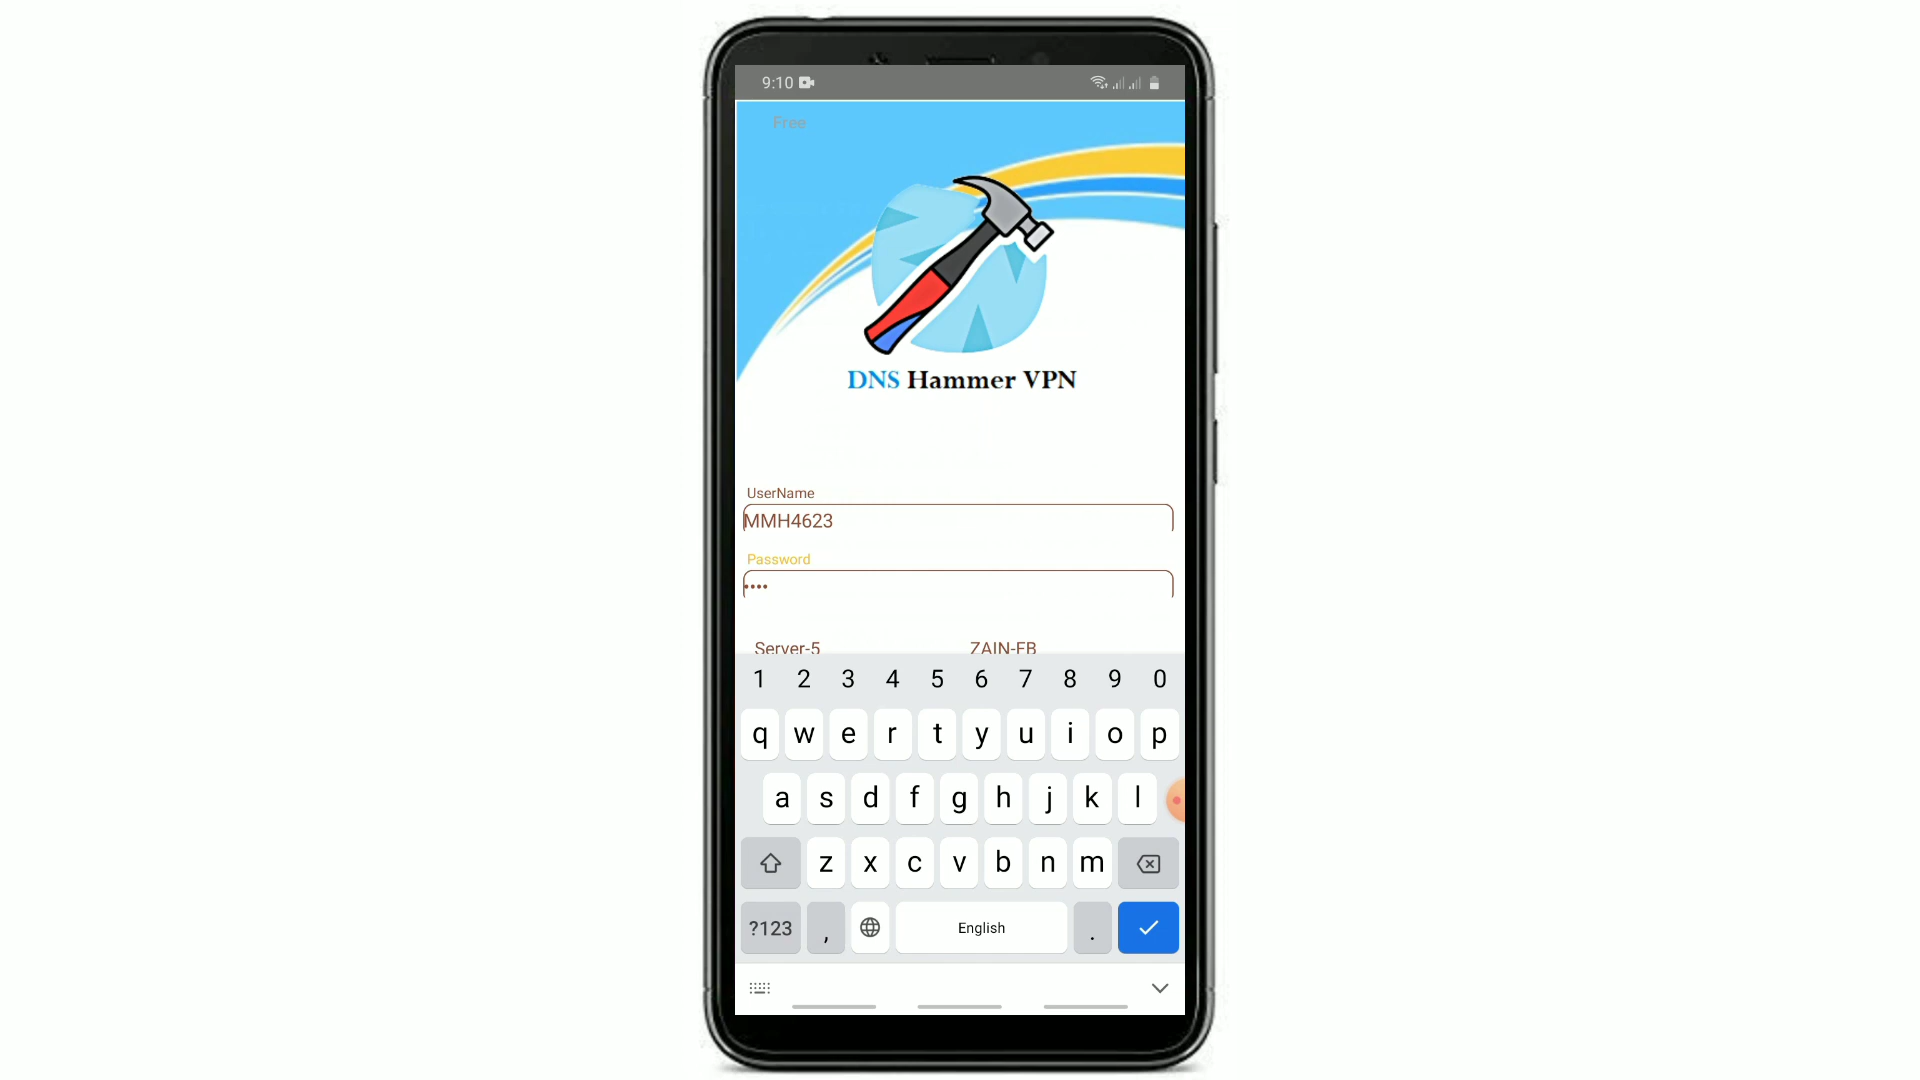 9:10
Free
DNS Hammer VPN
UserName
MMH4623
Password
••••
Server-5 ZAIN-FB
1 2 3 4 5 6 7 8 9 0
q w e r t y u i o p
a s d f g h j k l
z x c v b n m
?123 , English .